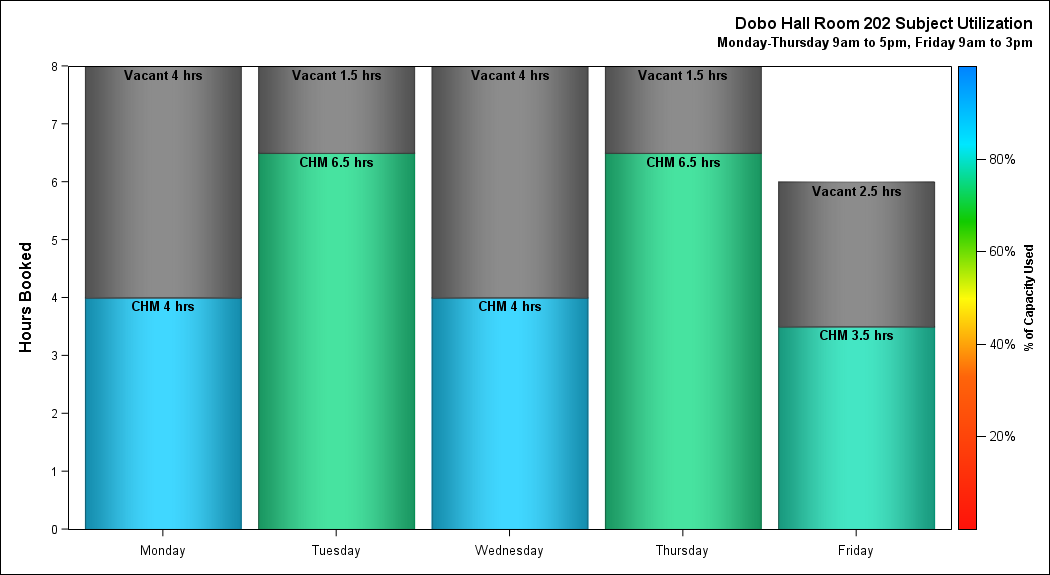 Dobo Hall Room 202 Subject Utilization
Monday-Thursday 9am to 5pm, Friday 9am to 3pm
Hours Booked
8
7
6
5
4
3
2
1
0
Vacant 4 hrs
CHM 4 hrs
Vacant 1.5 hrs
CHM 6.5 hrs
Vacant 4 hrs
CHM 4 hrs
Vacant 1.5 hrs
CHM 6.5 hrs
Vacant 2.5 hrs
CHM 3.5 hrs
Monday
Tuesday
Wednesday
Thursday
Friday
80%
60%
40%
20%
% of Capacity Used